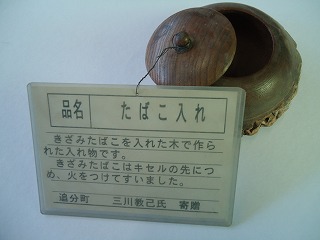 品名 たばこ入れ
きざみたばこを入れた木で作ら
れた入れ物です。
きざみたばこはキセルの先につ
め、火をつけてすいました。
追分町 三川教己氏 寄贈